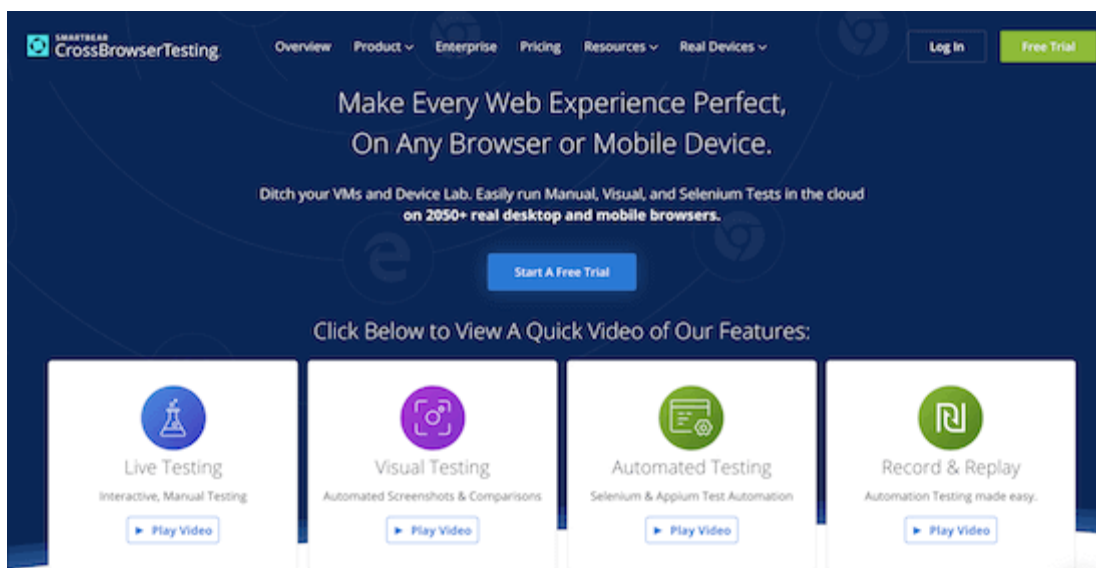 SMARTBEAR
CrossBrowserTesting
Overview Product Enterprise Pricing Resources Real Devices Log In Free Trial
Make Every Web Experience Perfect,
On Any Browser or Mobile Device.
Ditch your VMs and Device Lab. Easily run Manual, Visual, and Selenium Tests in the cloud
on 2050+ real desktop and mobile browsers.
Start A Free Trial
Click Below to View A Quick Video of Our Features:
Live Testing
Interactive, Manual Testing
Play Video
Visual Testing
Automated Screenshots & Comparisons
Play Video
Automated Testing
Selenium & Appium Test Automation
Play Video
Record & Replay
Automation Testing made easy.
Play Video